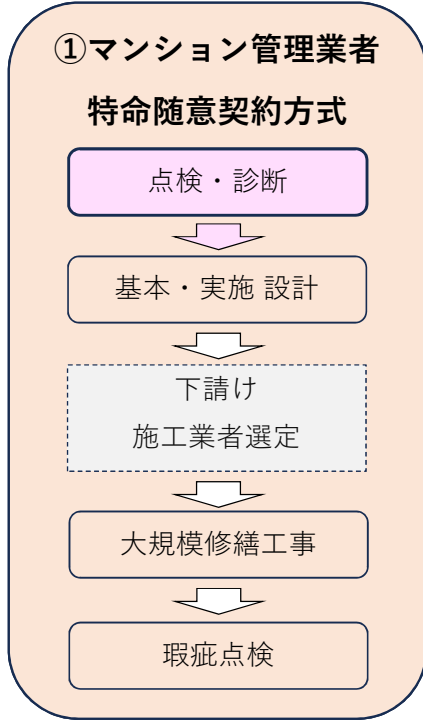 ①マンション管理業者
特命随意契約方式
点検・診断
基本・実施 設計
下請け
施工業者選定
大規模修繕工事
瑕疵点検